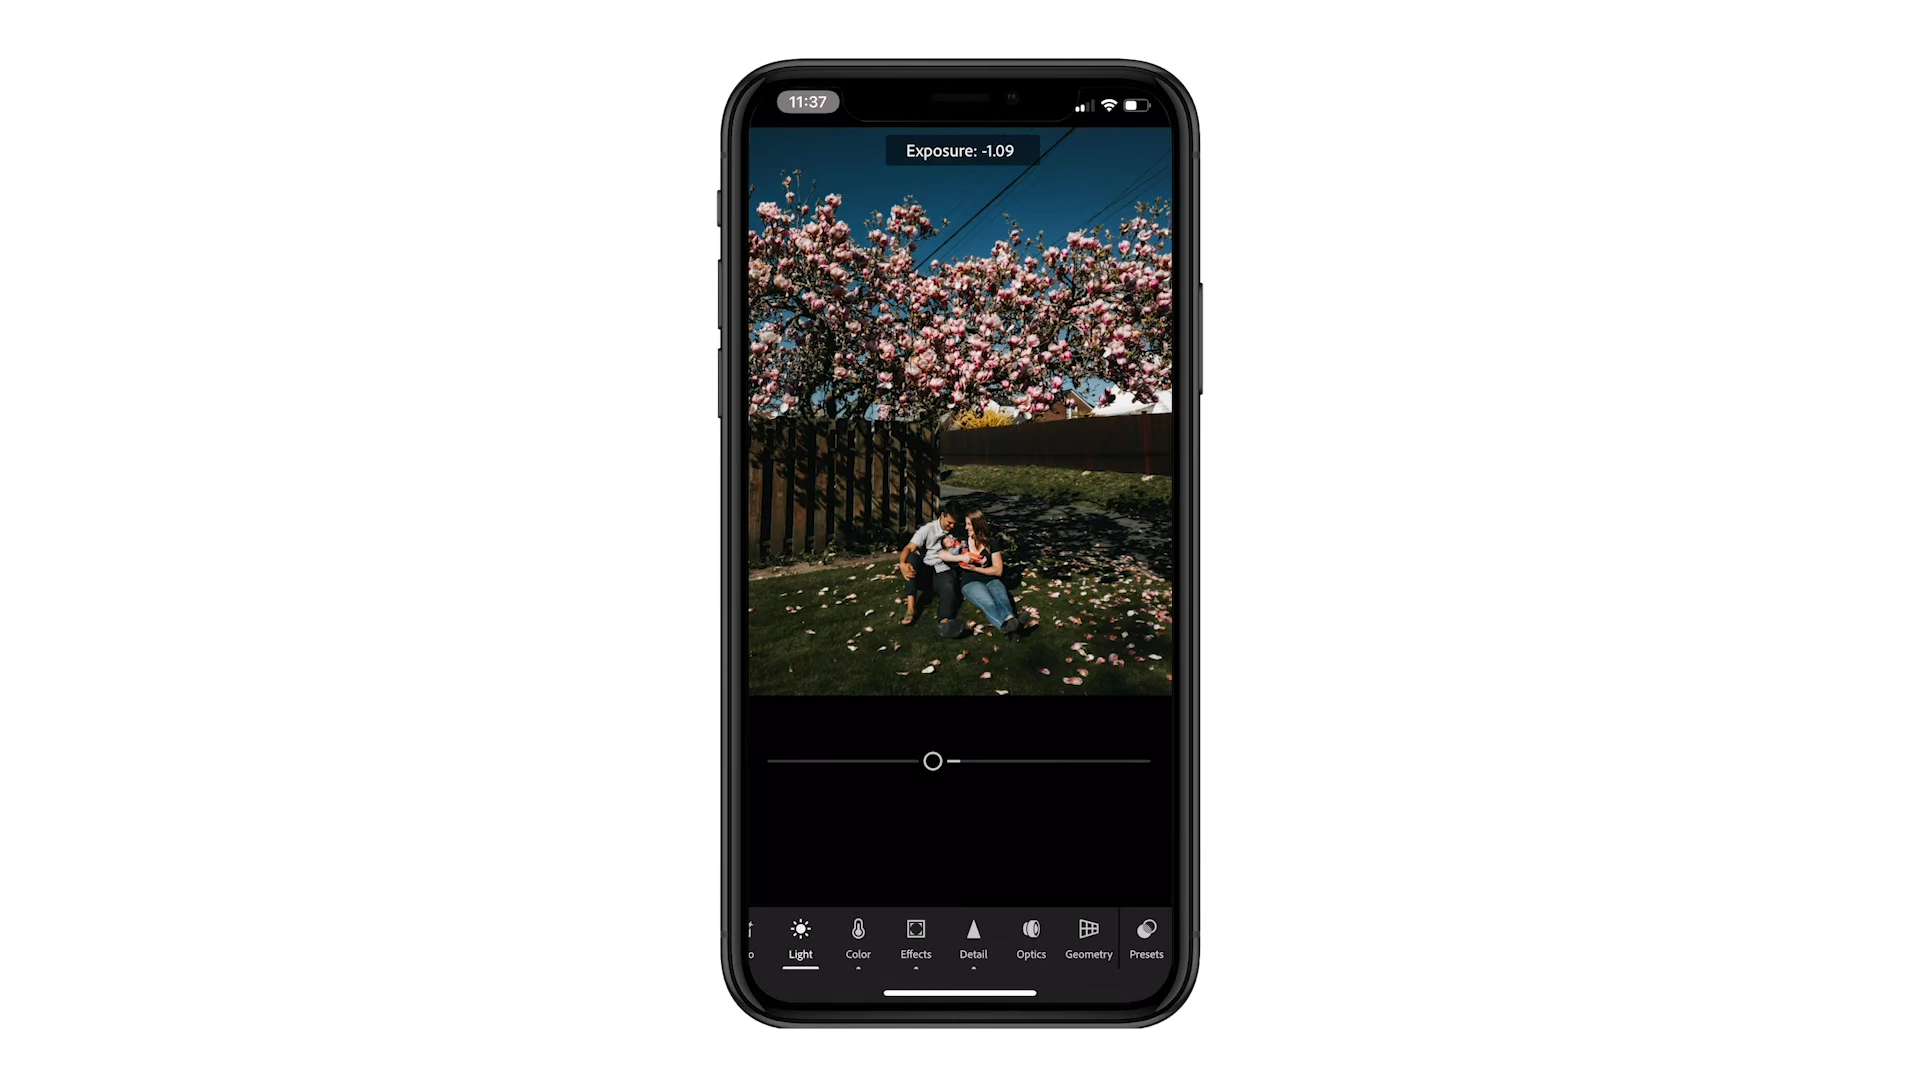 11:37
Exposure: -1.09
o
Light
Color
Effects
Detail
Optics
Geometry
Presets